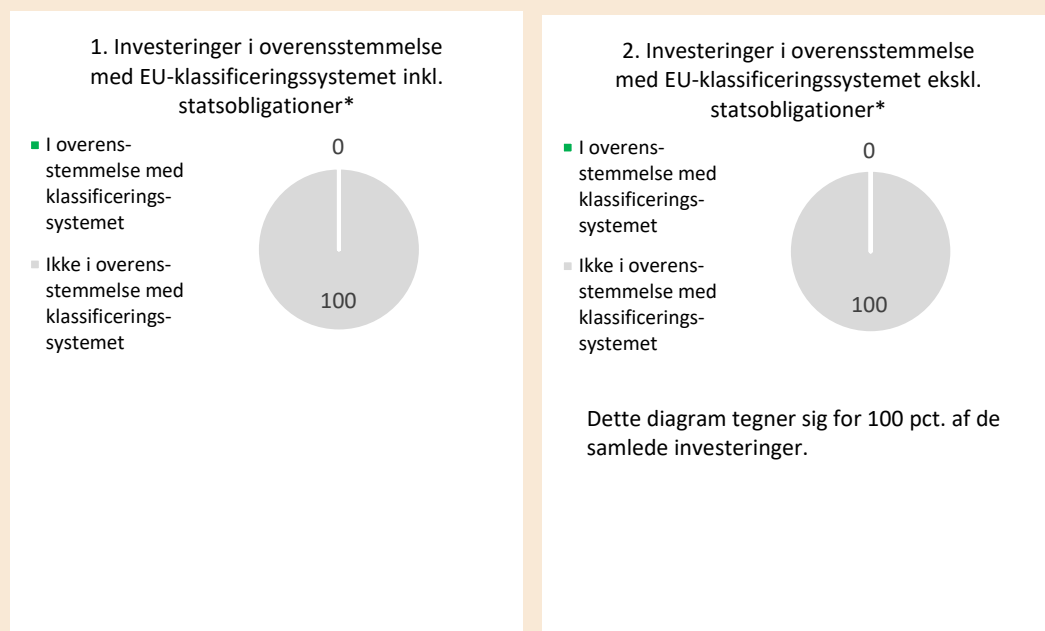 1. Investeringer i overensstemmelse
med EU-klassificeringssystemet inkl.
statsobligationer*
I overens-
stemmelse med
klassificerings-
systemet
Ikke i overens-
stemmelse med
klassificerings-
systemet
0
100
2. Investeringer i overensstemmelse
med EU-klassificeringssystemet ekskl.
statsobligationer*
I overens-
stemmelse med
klassificerings-
systemet
Ikke i overens-
stemmelse med
klassificerings-
systemet
0
100
Dette diagram tegner sig for 100 pct. af de
samlede investeringer.